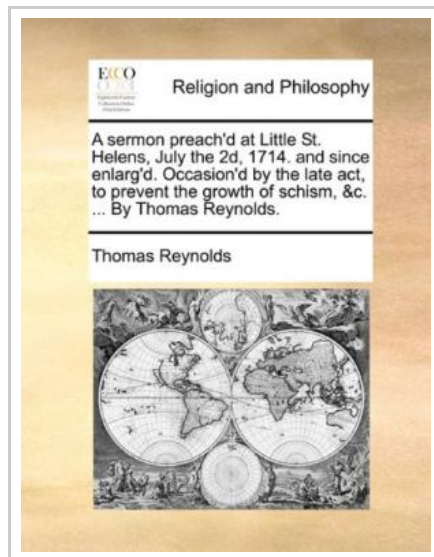 ECCO
Religion and Philosophy
A sermon preach'd at Little St.
Helens, July the 2d, 1714. and since
enlarg'd. Occasion'd by the late act,
to prevent the growth of schism, &c.
... By Thomas Reynolds.
Thomas Reynolds